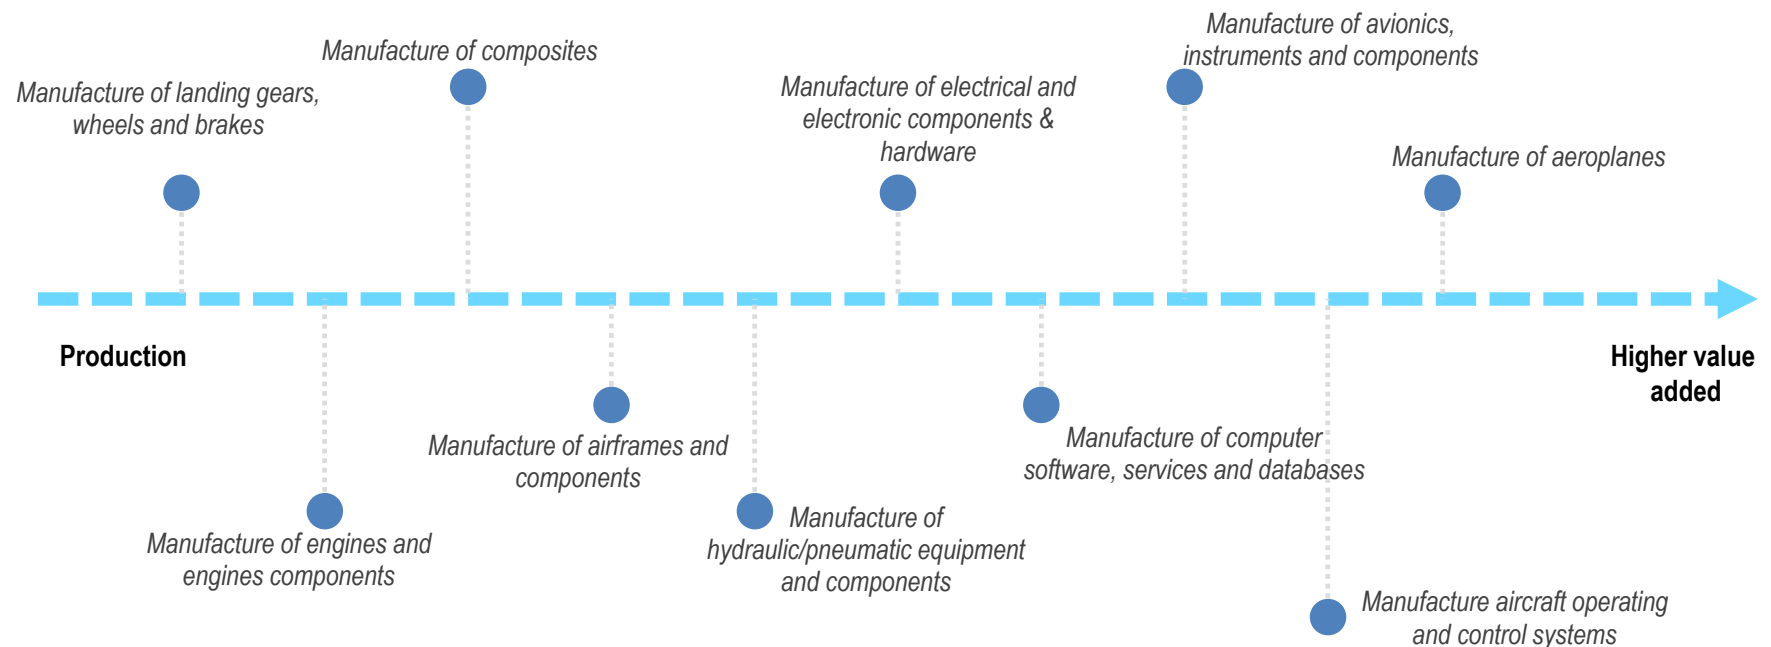 Manufacture of avionics,
instruments and components
Manufacture of composites
Manufacture of landing gears,
wheels and brakes
Manufacture of electrical and
electronic components &
hardware
Manufacture of aeroplanes
Production
Higher value
added
Manufacture of airframes and
components
Manufacture of computer
software, services and databases
Manufacture of engines and
engines components
Manufacture of
hydraulic/pneumatic equipment
and components
Manufacture aircraft operating
and control systems